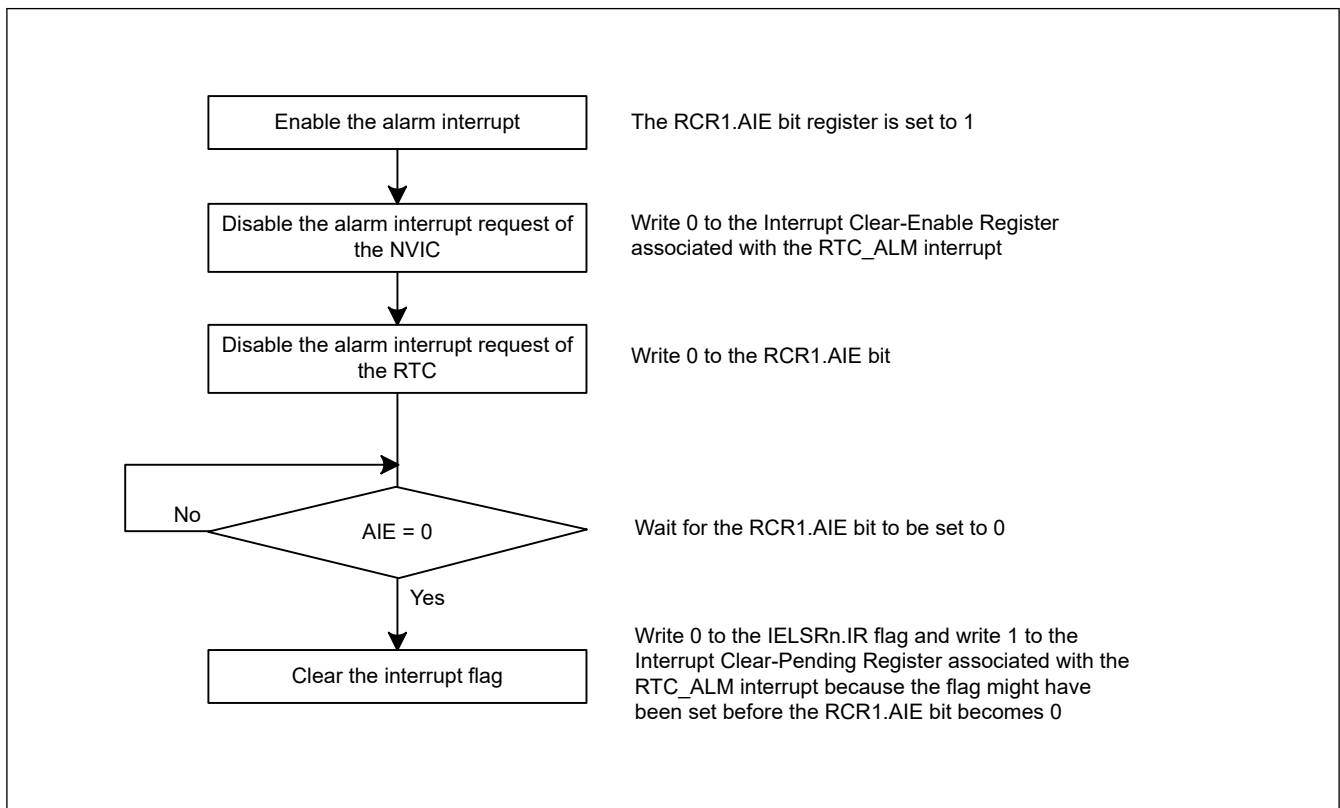 Enable the alarm interrupt
The RCR1.AIE bit register is set to 1
Disable the alarm interrupt request of
the NVIC
Write 0 to the Interrupt Clear-Enable Register
associated with the RTC_ALM interrupt
Disable the alarm interrupt request of
the RTC
Write 0 to the RCR1.AIE bit
No
AIE = 0
Wait for the RCR1.AIE bit to be set to 0
Yes
Clear the interrupt flag
Write 0 to the IELSRn.IR flag and write 1 to the
Interrupt Clear-Pending Register associated with the
RTC_ALM interrupt because the flag might have
been set before the RCR1.AIE bit becomes 0